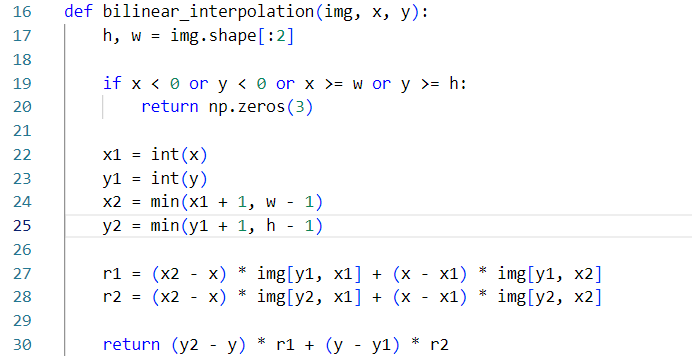 16 def bilinear_interpolation(img, x, y):
17     h, w = img.shape[:2]
18
19     if x < 0 or y < 0 or x >= w or y >= h:
20         return np.zeros(3)
21
22     x1 = int(x)
23     y1 = int(y)
24     x2 = min(x1 + 1, w - 1)
25     y2 = min(y1 + 1, h - 1)
26
27     r1 = (x2 - x) * img[y1, x1] + (x - x1) * img[y1, x2]
28     r2 = (x2 - x) * img[y2, x1] + (x - x1) * img[y2, x2]
29
30     return (y2 - y) * r1 + (y - y1) * r2